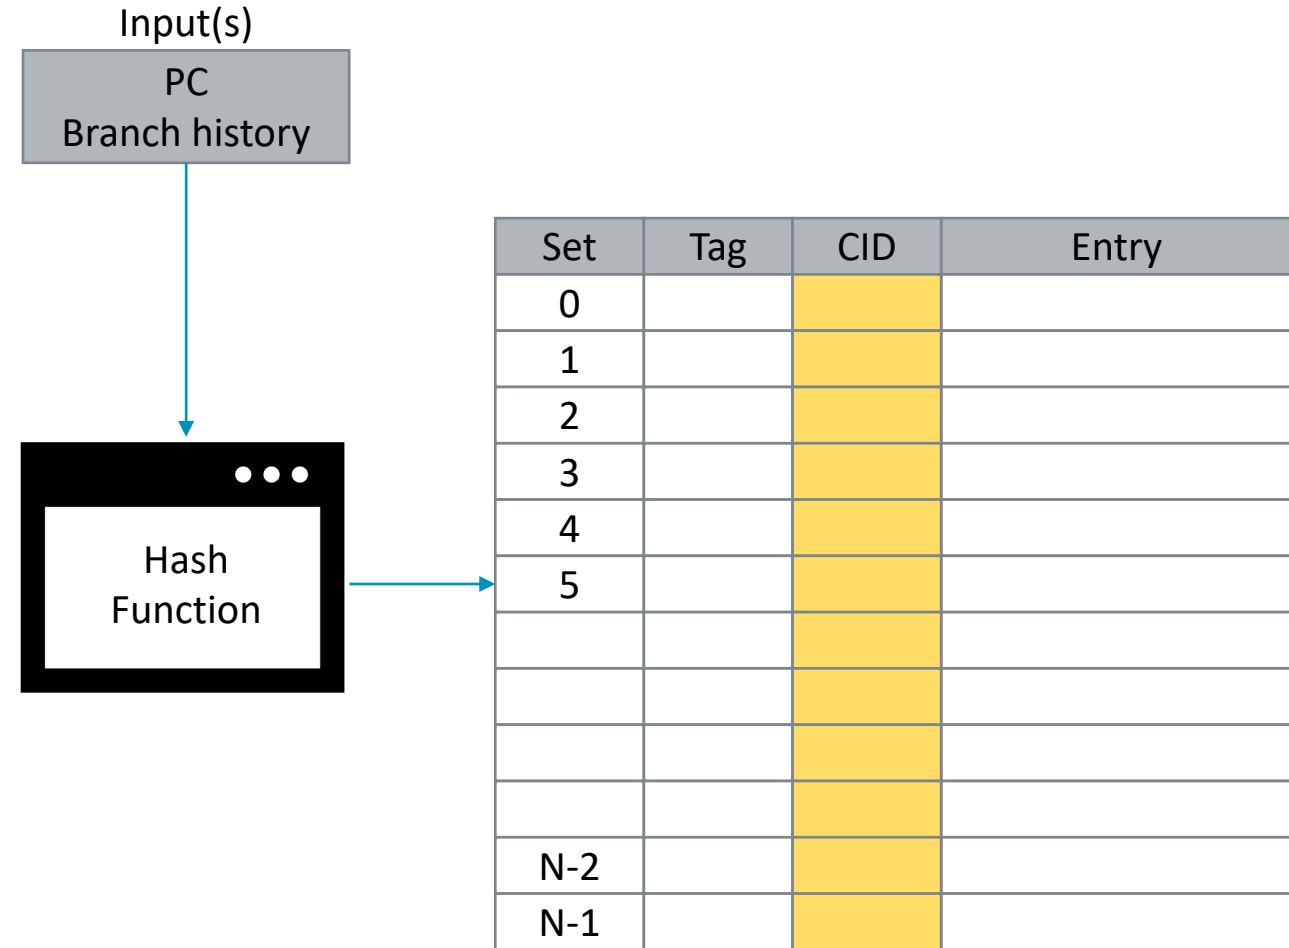 Input(s)
PC
Branch history
Set Tag CID Entry
0
1
2
3
4
5
N-2
N-1
Hash
Function